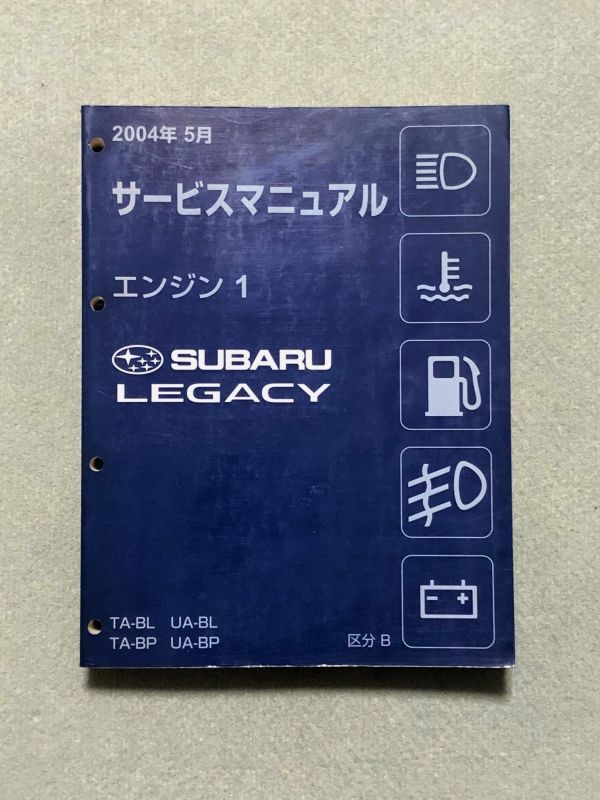 2004年 5月
サービスマニュアル
エンジン 1
SUBARU
LEGACY
TA-BL UA-BL
TA-BP UA-BP
区分 B